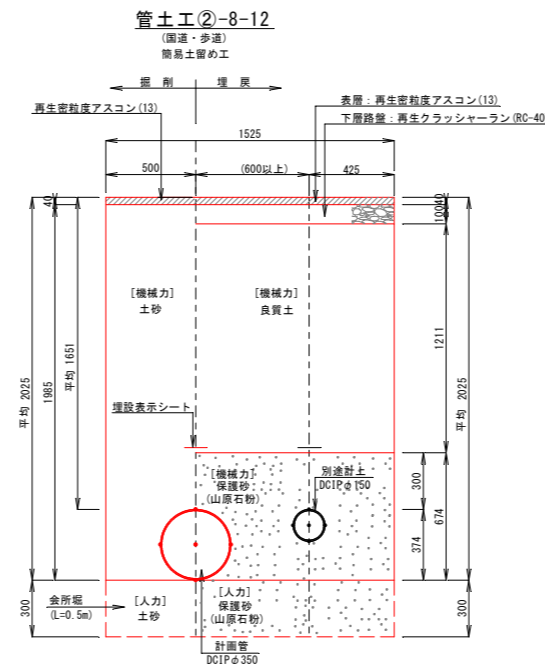 管土工②-8-12
(国道・歩道)
簡易土留め工
掘 削
埋 戻
再生密粒度アスコン(13)
表層：再生密粒度アスコン(13)
下層路盤：再生クラッシャーラン(RC-40
1525
500
(600以上)
425
40
100
40
[機械力]
土砂
[機械力]
良質土
平均 2025
1985
平均 1651
1211
平均 2025
埋設表示シート
[機械力]
保護砂
(山原石粉)
別途計上
DCIPφ150
300
674
374
会所堀
(L=0.5m)
[人力]
土砂
[人力]
保護砂
(山原石粉)
300
300
計画管
DCIPφ350